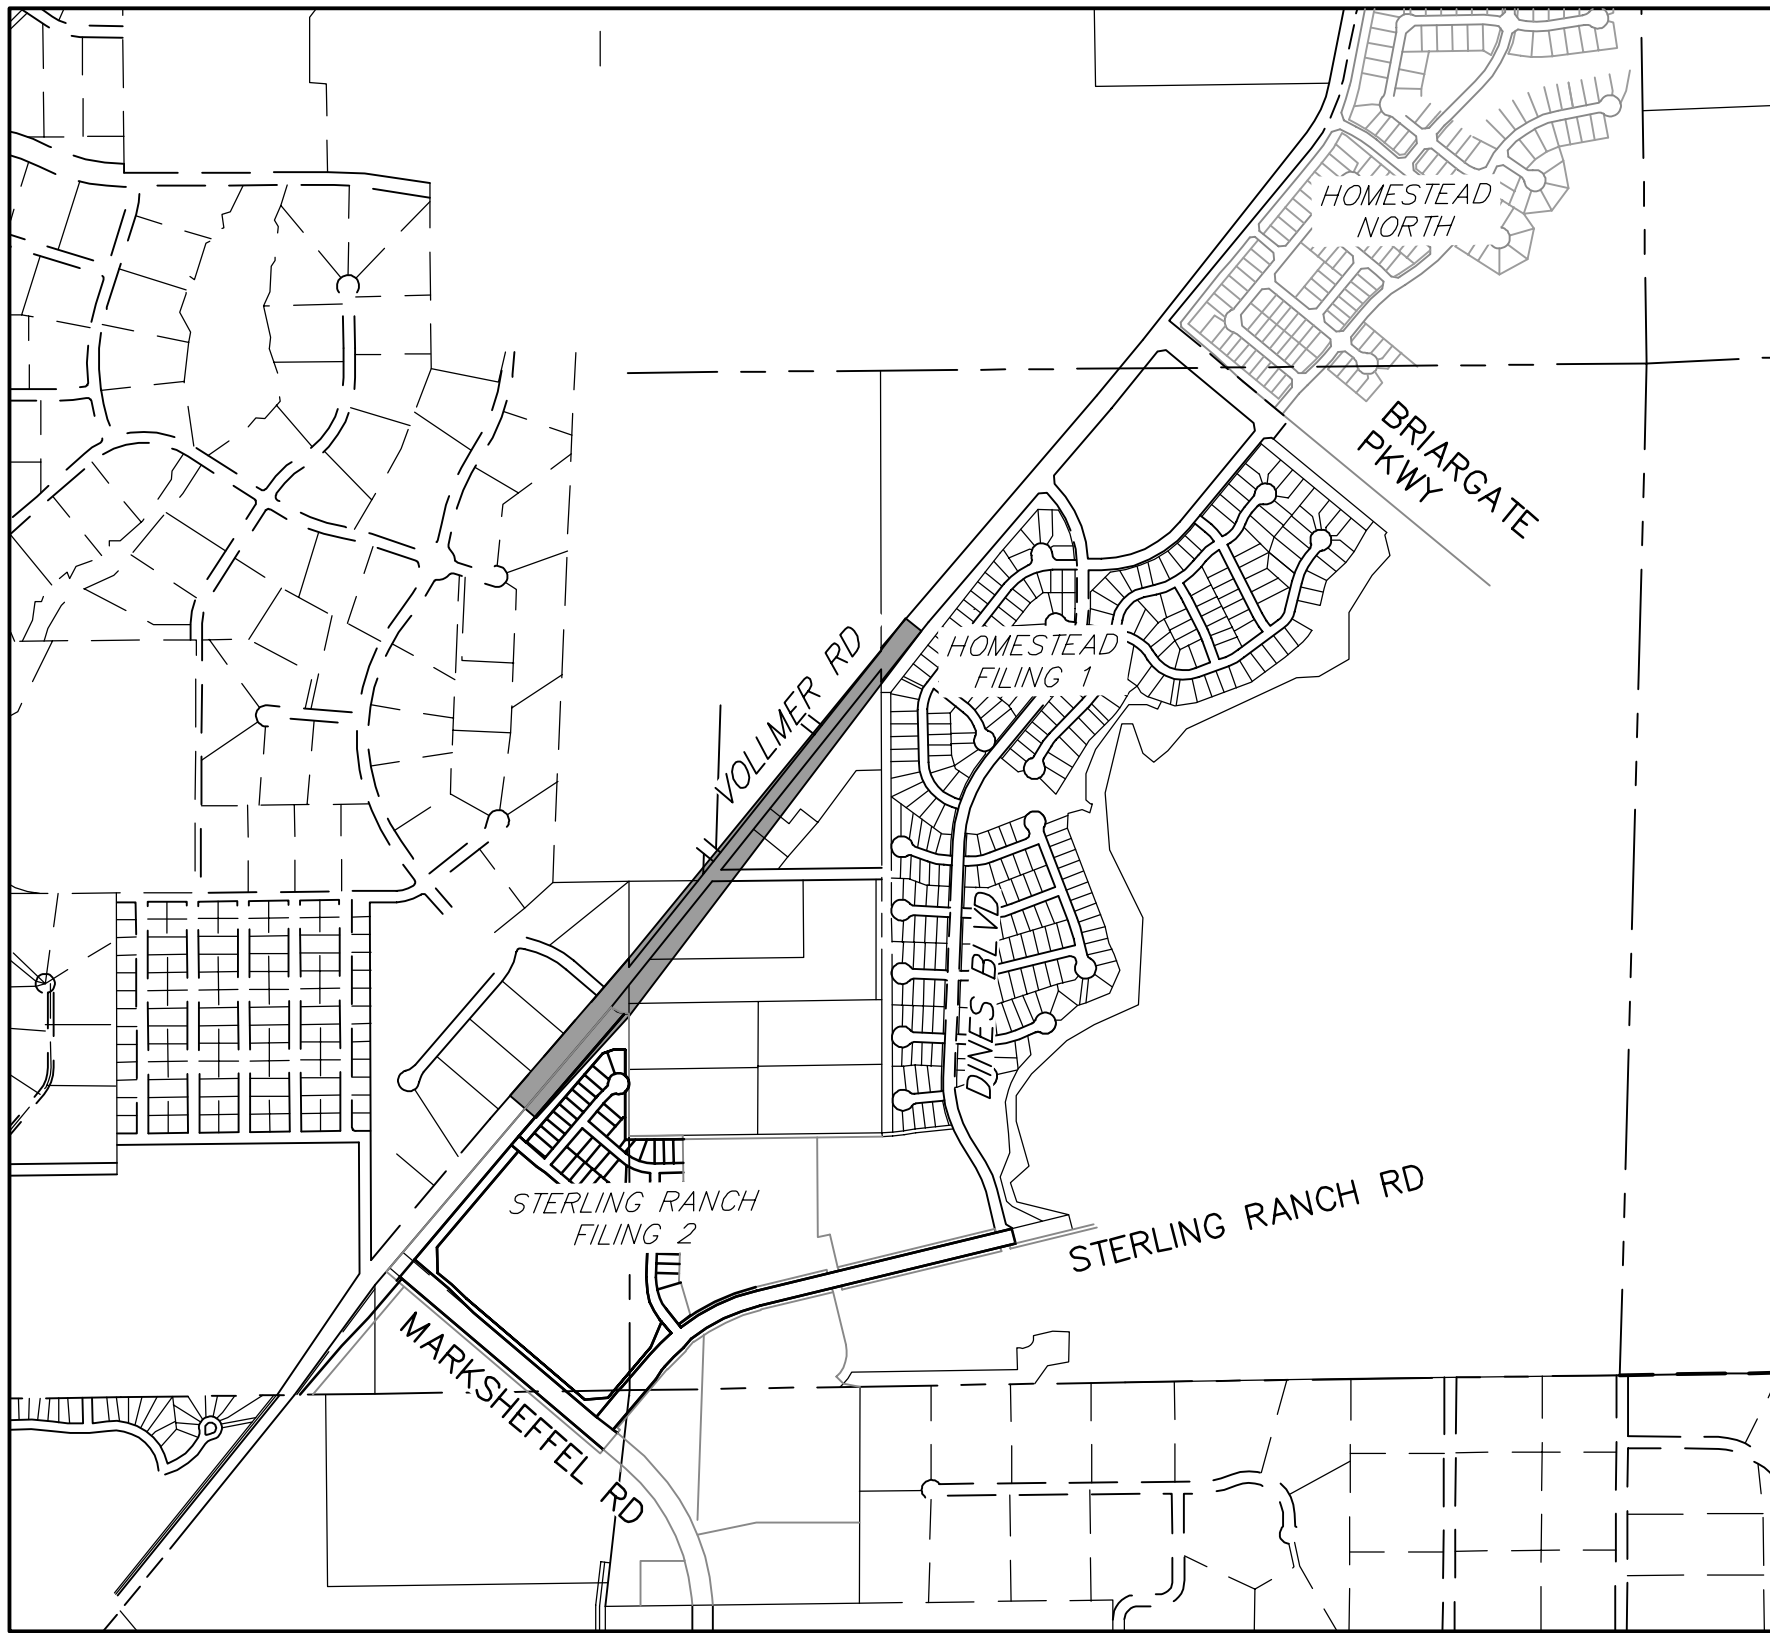 HOMESTEAD
NORTH
BRIARGATE
PKWY
VOLLMER RD
HOMESTEAD
FILING 1
DINES BLVD
STERLING RANCH
FILING 2
STERLING RANCH RD
MARKSHEFFEL RD